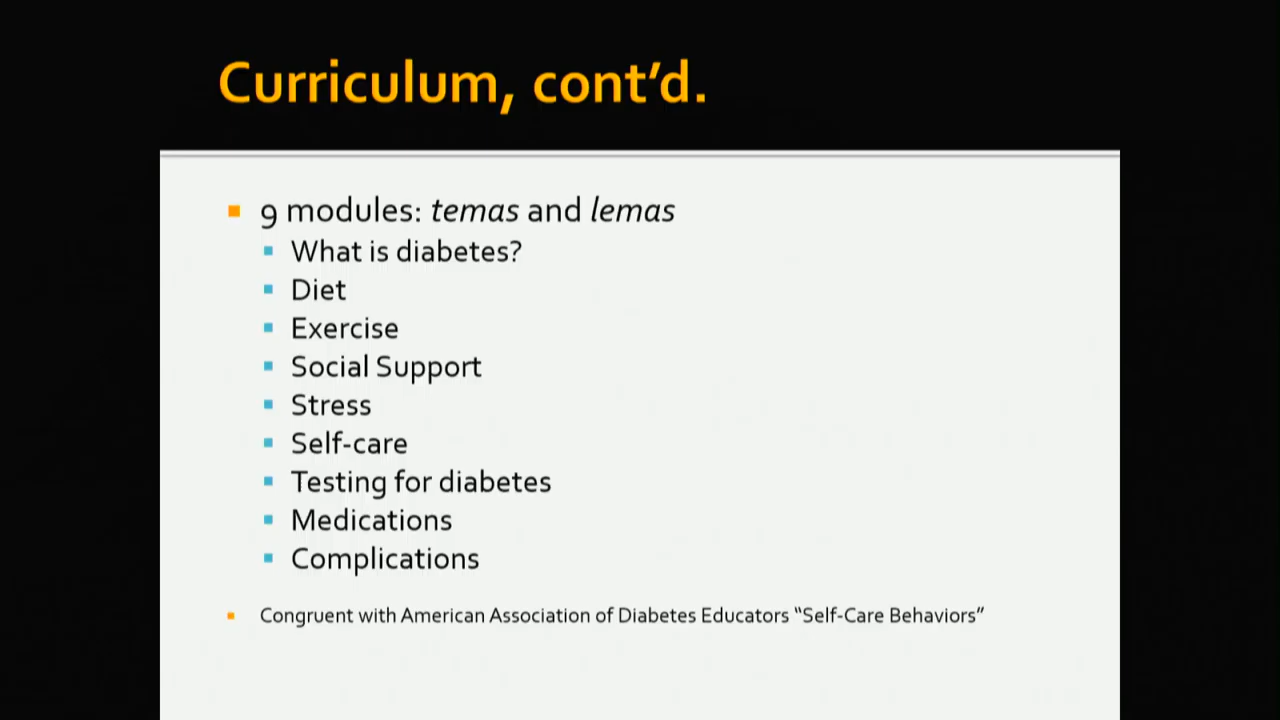 Curriculum, cont’d.
9 modules: temas and lemas
What is diabetes?
Diet
Exercise
Social Support
Stress
Self-care
Testing for diabetes
Medications
Complications
Congruent with American Association of Diabetes Educators “Self-Care Behaviors”